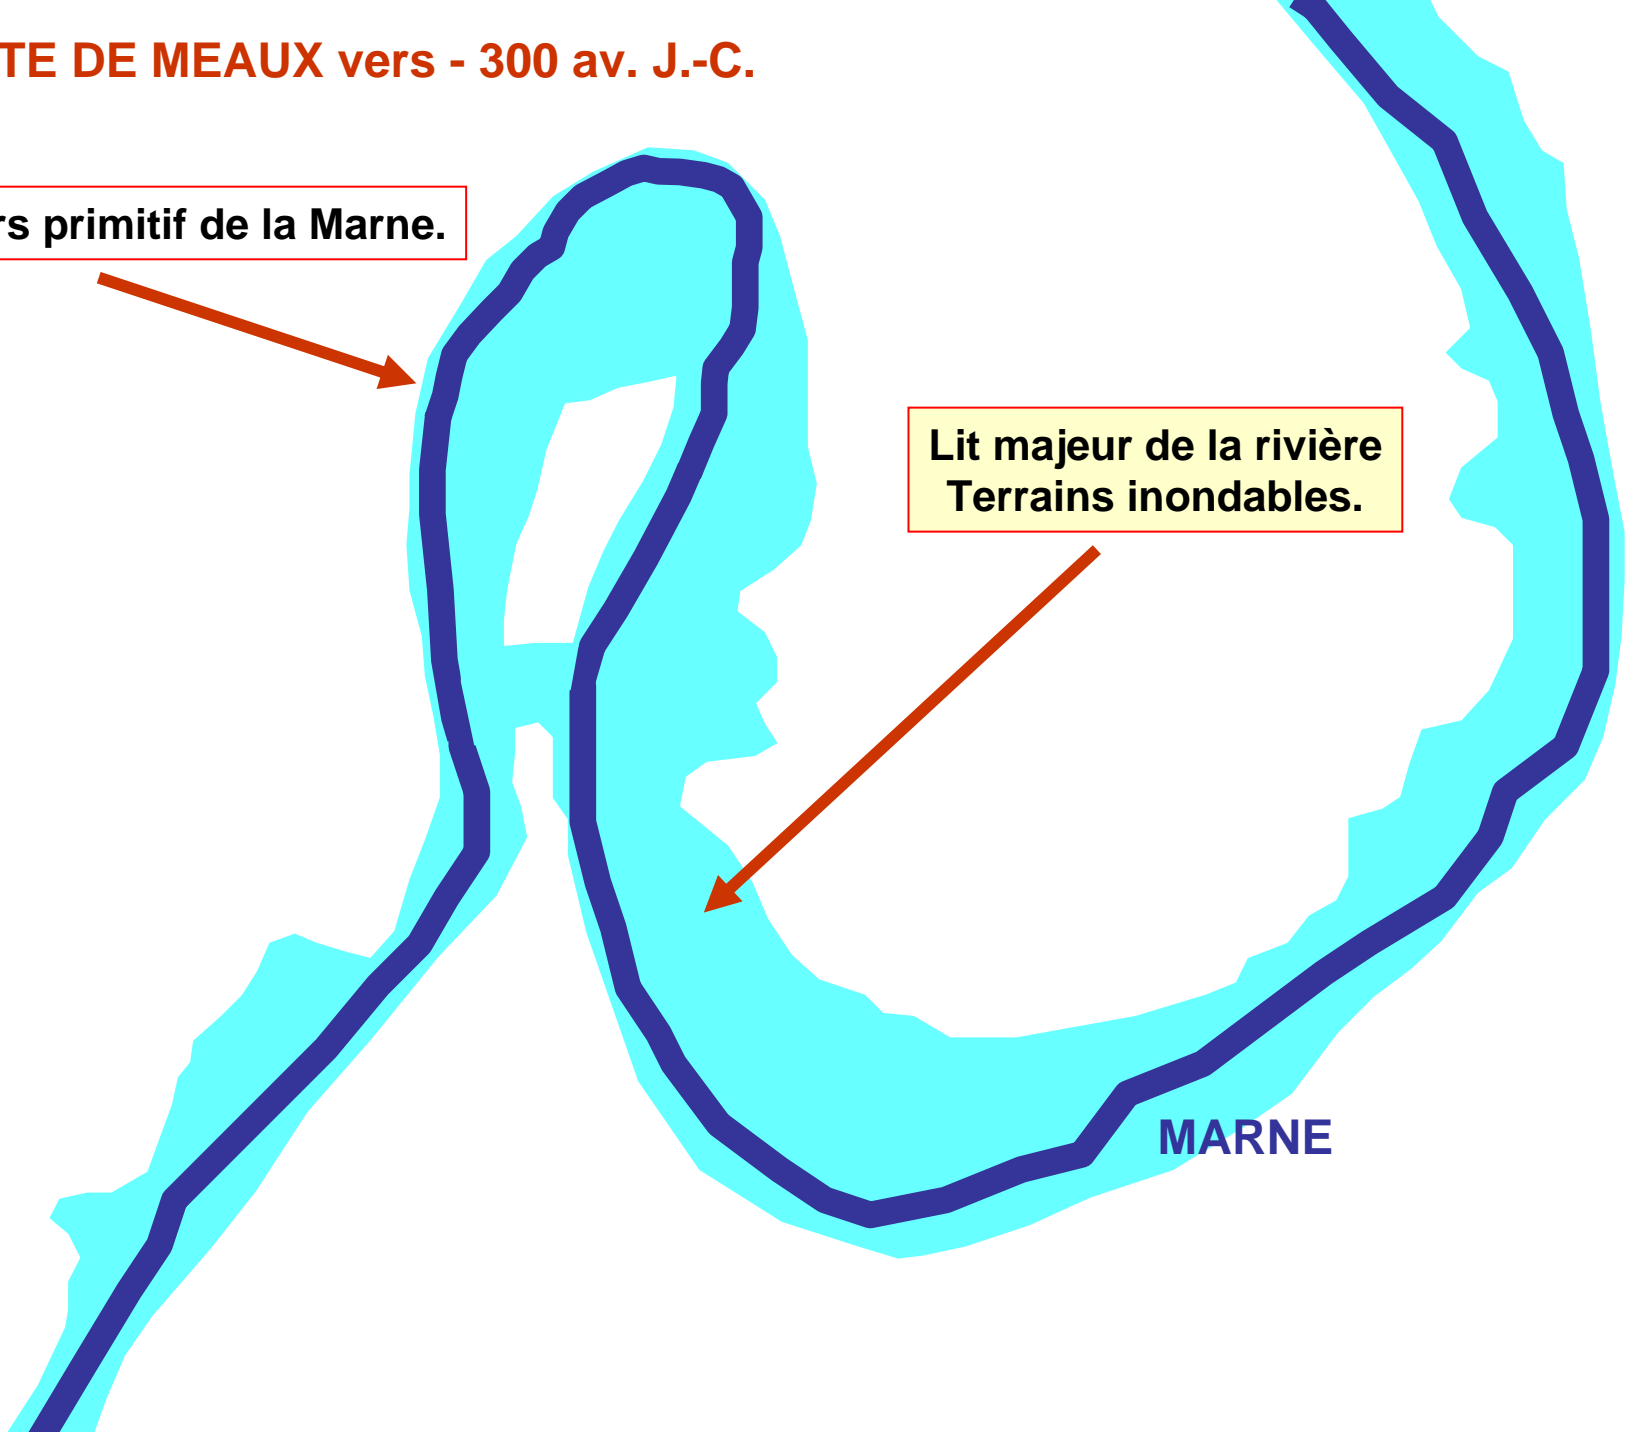 TE DE MEAUX vers - 300 av. J.-C.
rs primitif de la Marne.
Lit majeur de la rivière
Terrains inondables.
MARNE